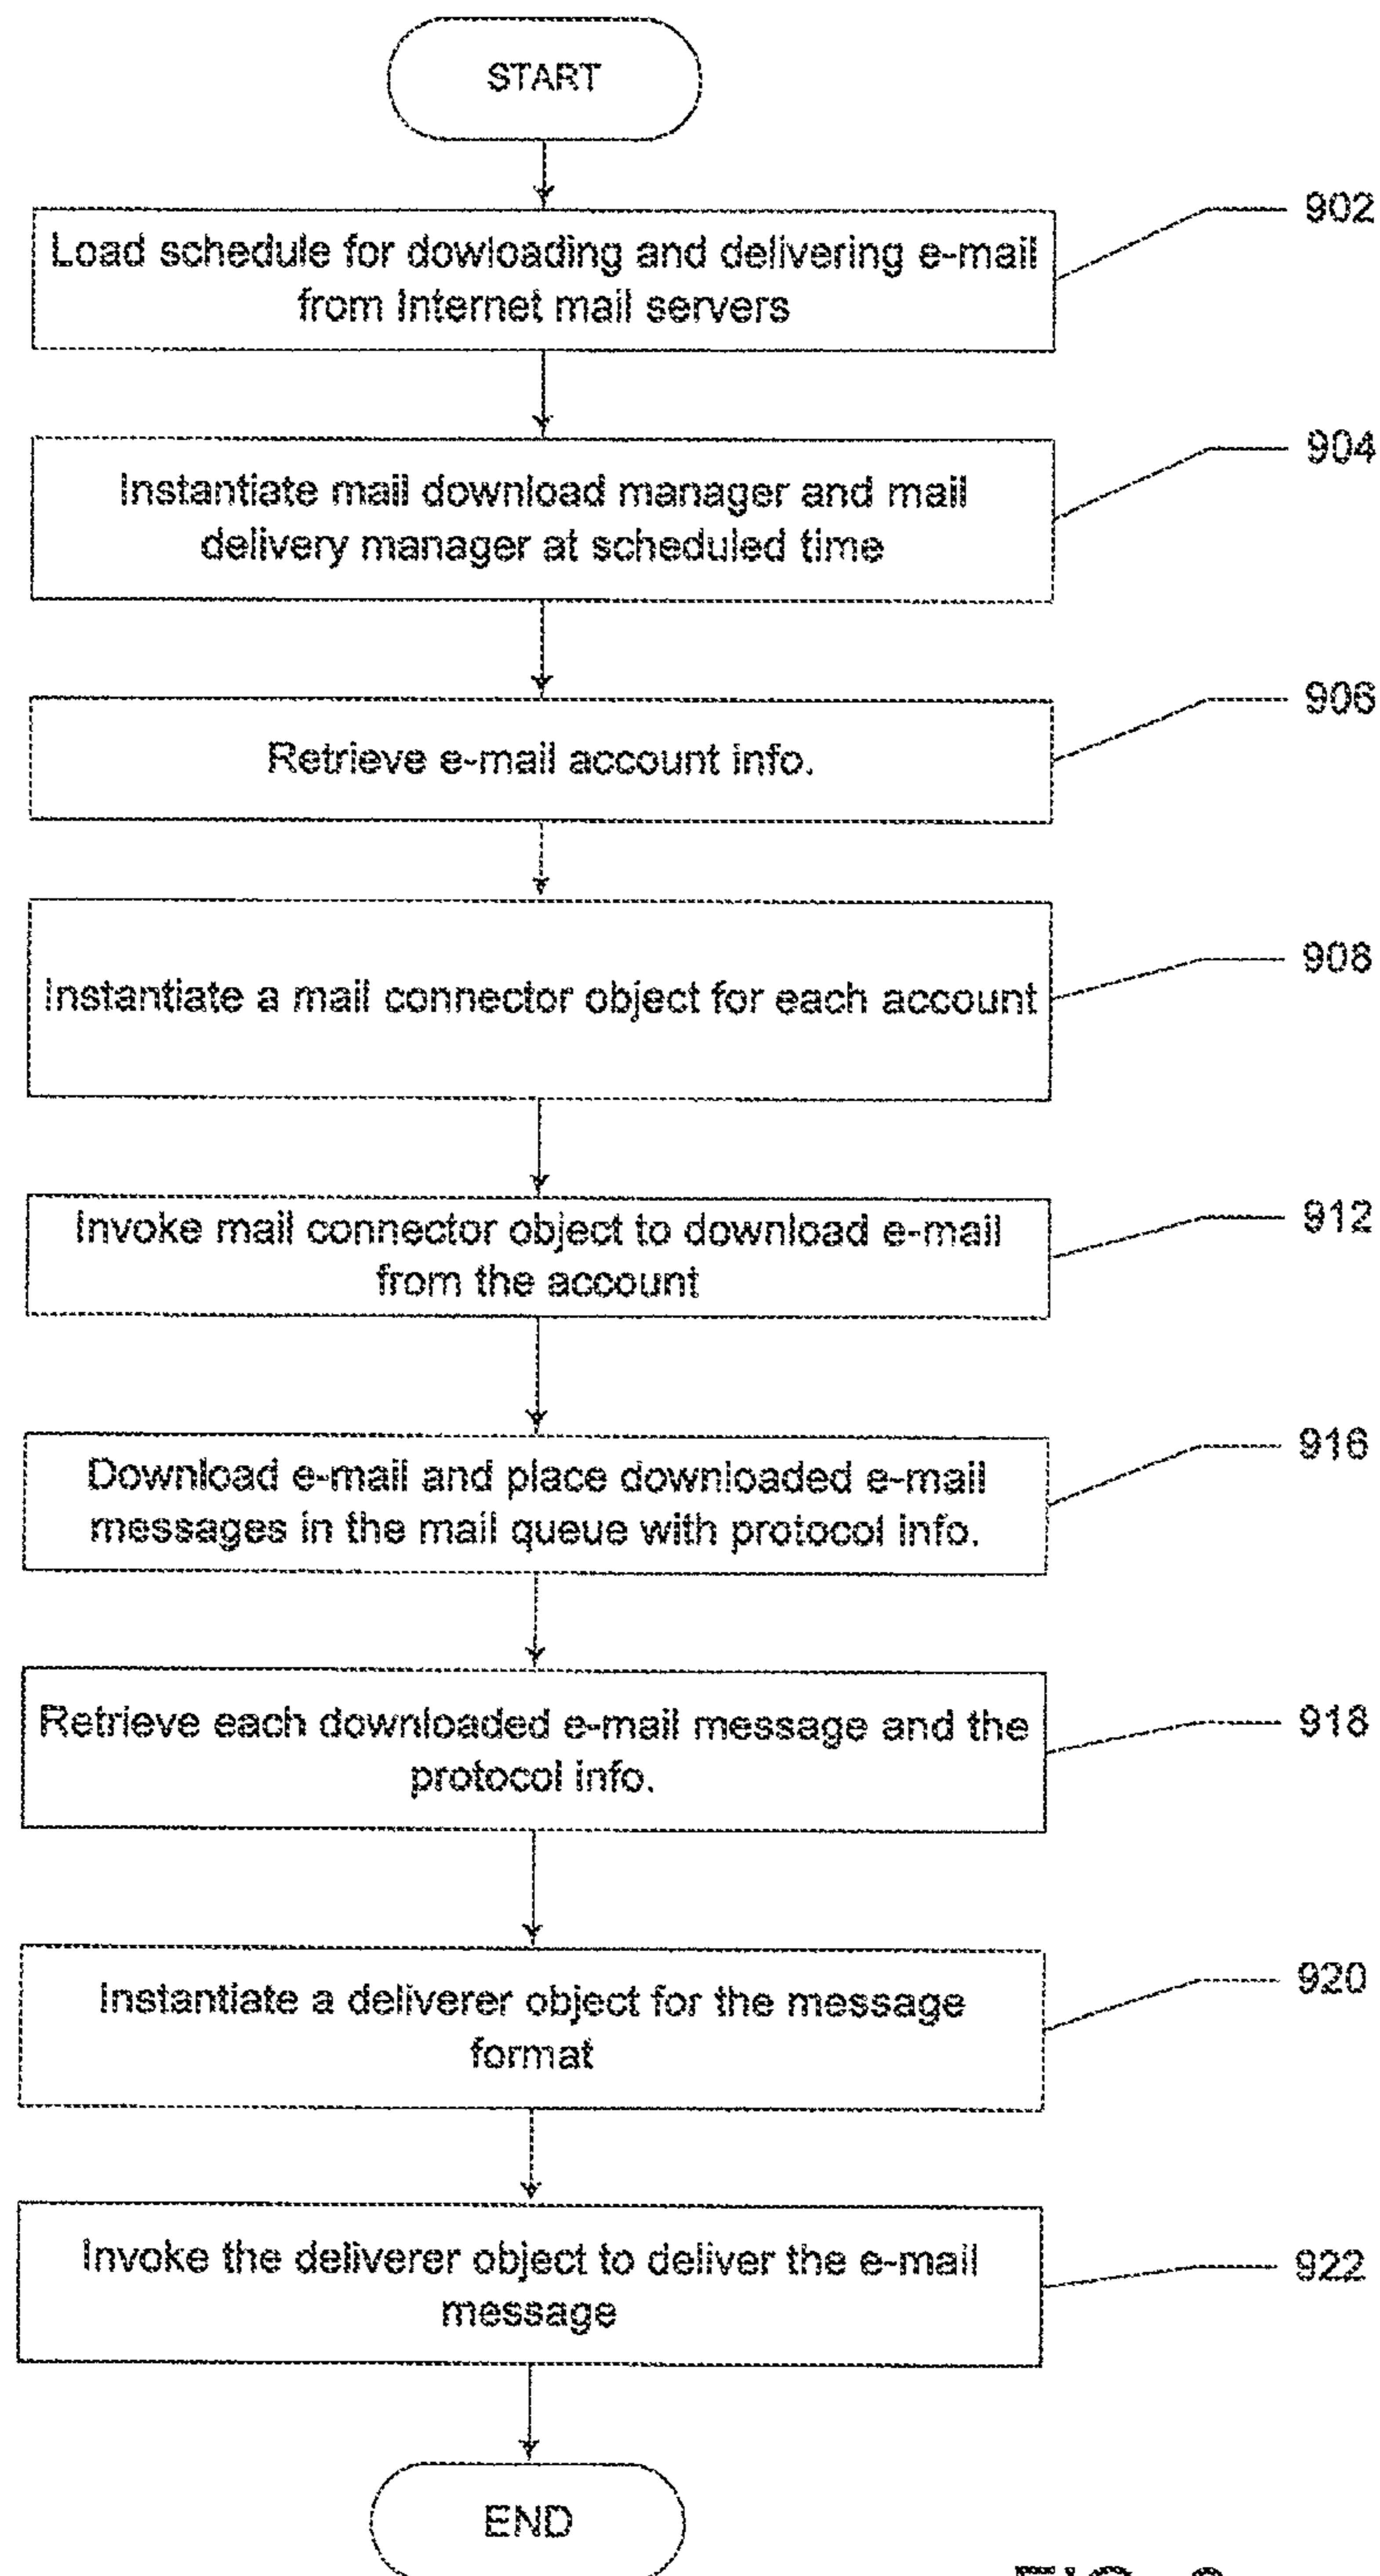 START
902
Load schedule for dowloading and delivering e-mail
from Internet mail servers
904
Instantiate mail download manager and mail
delivery manager at scheduled time
906
Retrieve e-mail account info.
908
Instantiate a mail connector object for each account
912
Invoke mail connector object to download e-mail
from the account
916
Download e-mail and place downloaded e-mail
messages in the mail queue with protocol info.
918
Retrieve each downloaded e-mail message and the
protocol info.
920
Instantiate a deliverer object for the message
format
922
Invoke the deliverer object to deliver the e-mail
message
END